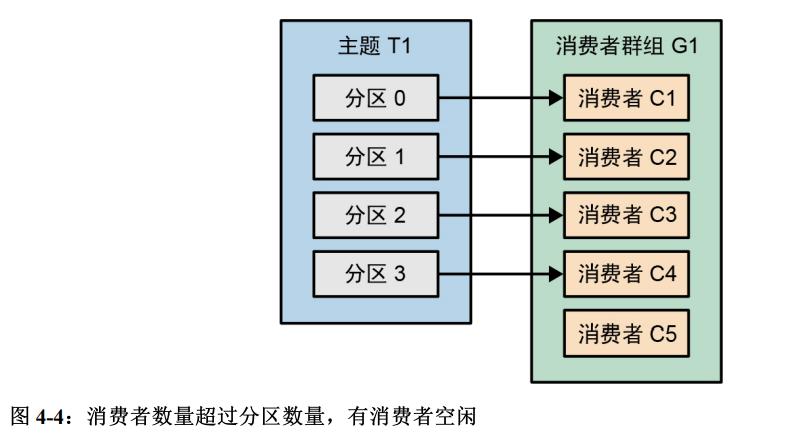 主题 T1
消费者群组 G1
分区 0
消费者 C1
分区 1
消费者 C2
分区 2
消费者 C3
分区 3
消费者 C4
消费者 C5
图 4-4：消费者数量超过分区数量，有消费者空闲